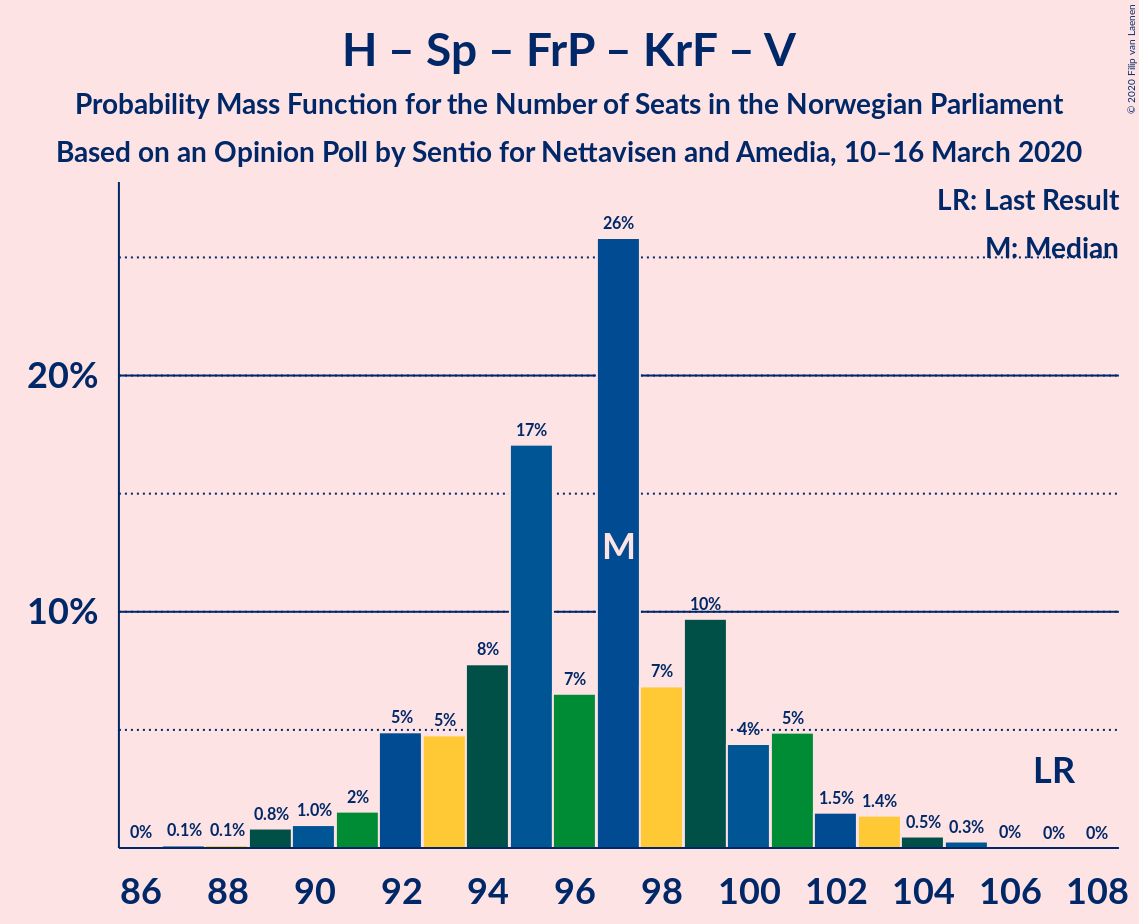 H – Sp – FrP – KrF – V
Probability Mass Function for the Number of Seats in the Norwegian Parliament
Based on an Opinion Poll by Sentio for Nettavisen and Amedia, 10–16 March 2020
© 2020 Filip van Laenen
LR: Last Result
M: Median
20%
10%
0%
0.1%
0.1%
0.8%
1.0%
2%
5%
5%
8%
17%
7%
26%
7%
10%
4%
5%
1.5%
1.4%
0.5%
0.3%
0%
0%
0%
M
LR
86 88 90 92 94 96 98 100 102 104 106 108